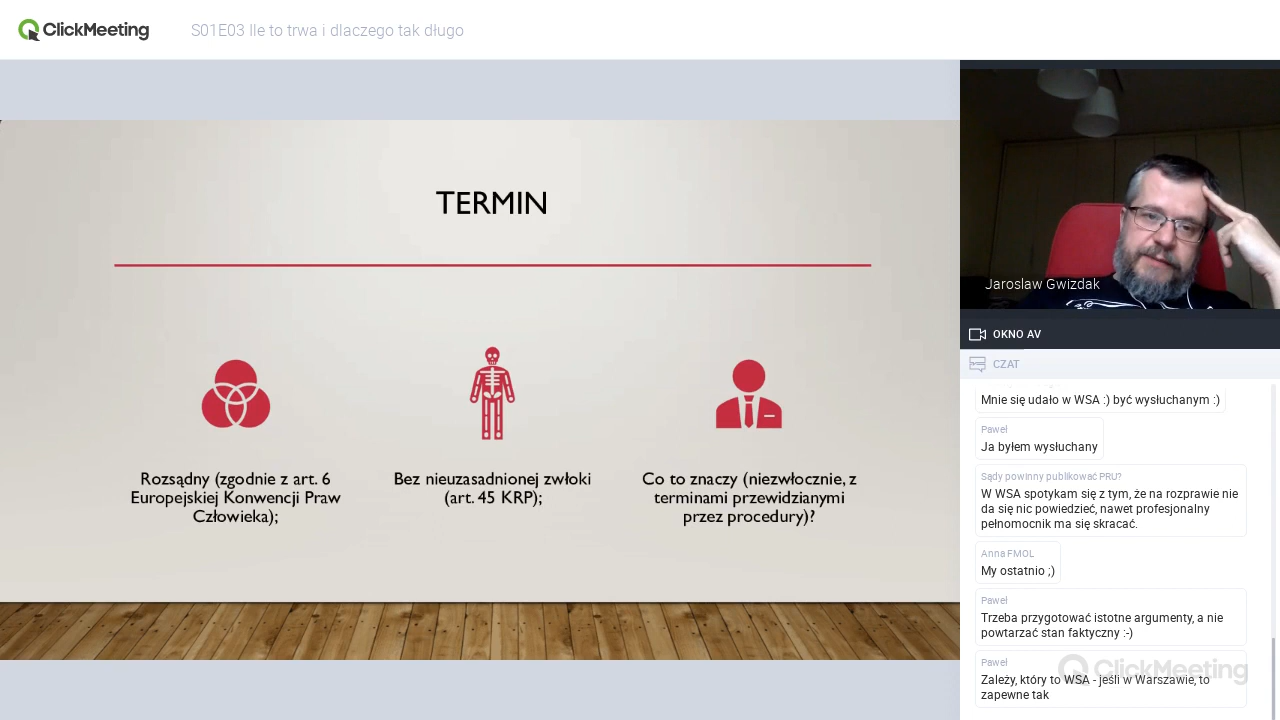 ClickMeeting
S01E03 Ile to trwa i dlaczego tak długo
TERMIN
Rozsądny (zgodnie z art. 6
Europejskiej Konwencji Praw
Człowieka);
Bez nieuzasadnionej zwłoki
(art. 45 KRP);
Co to znaczy (niezwłocznie, z
terminami przewidzianymi
przez procedury)?
Jaroslaw Gwizdak
OKNO AV
CZAT
Mnie się udało w WSA :) być wysłuchanym :)
Paweł
Ja byłem wysłuchany
Sądy powinny publikować PRU?
W WSA spotykam się z tym, że na rozprawie nie
da się nic powiedzieć, nawet profesjonalny
pełnomocnik ma się skracać.
Anna FMOL
My ostatnio ;)
Paweł
Trzeba przygotować istotne argumenty, a nie
powtarzać stan faktyczny :-)
Paweł
Zależy, który to WSA - jeśli w Warszawie, to
zapewne tak
ClickMeeting